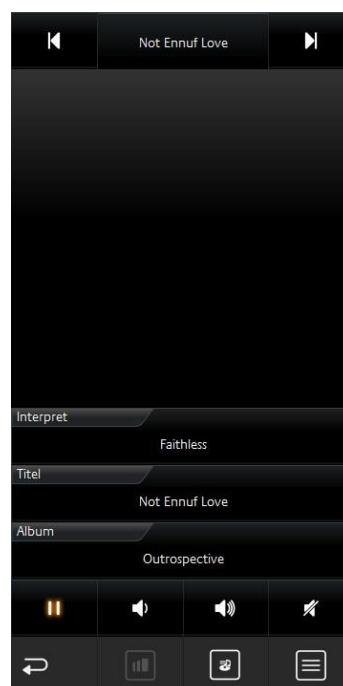 Not Ennuf Love
Interpret
Faithless
Titel
Not Ennuf Love
Album
Outrospective